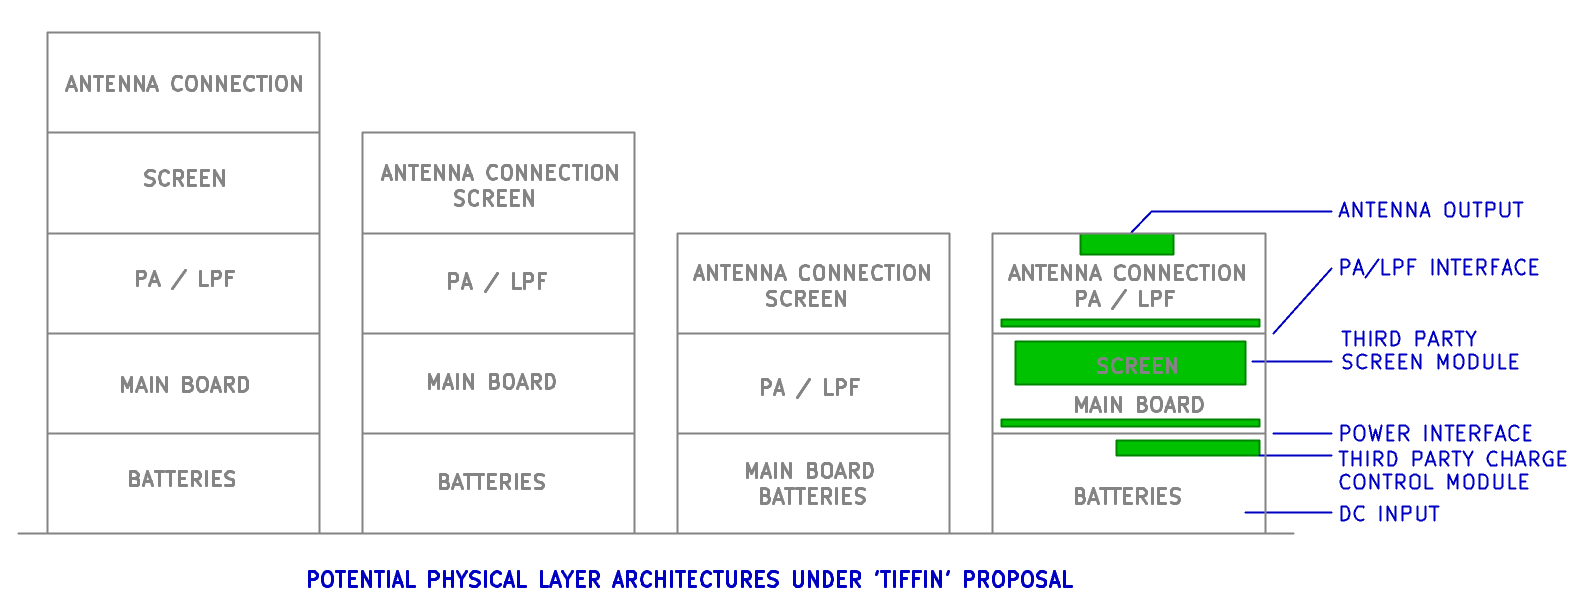 ANTENNA CONNECTION
SCREEN
PA / LPF
MAIN BOARD
BATTERIES
ANTENNA CONNECTION
SCREEN
PA / LPF
MAIN BOARD
BATTERIES
ANTENNA CONNECTION
SCREEN
PA / LPF
MAIN BOARD
BATTERIES
ANTENNA CONNECTION
PA / LPF
SCREEN
MAIN BOARD
BATTERIES
ANTENNA OUTPUT
PA/LPF INTERFACE
THIRD PARTY
SCREEN MODULE
POWER INTERFACE
THIRD PARTY CHARGE
CONTROL MODULE
DC INPUT
POTENTIAL PHYSICAL LAYER ARCHITECTURES UNDER 'TIFFIN' PROPOSAL